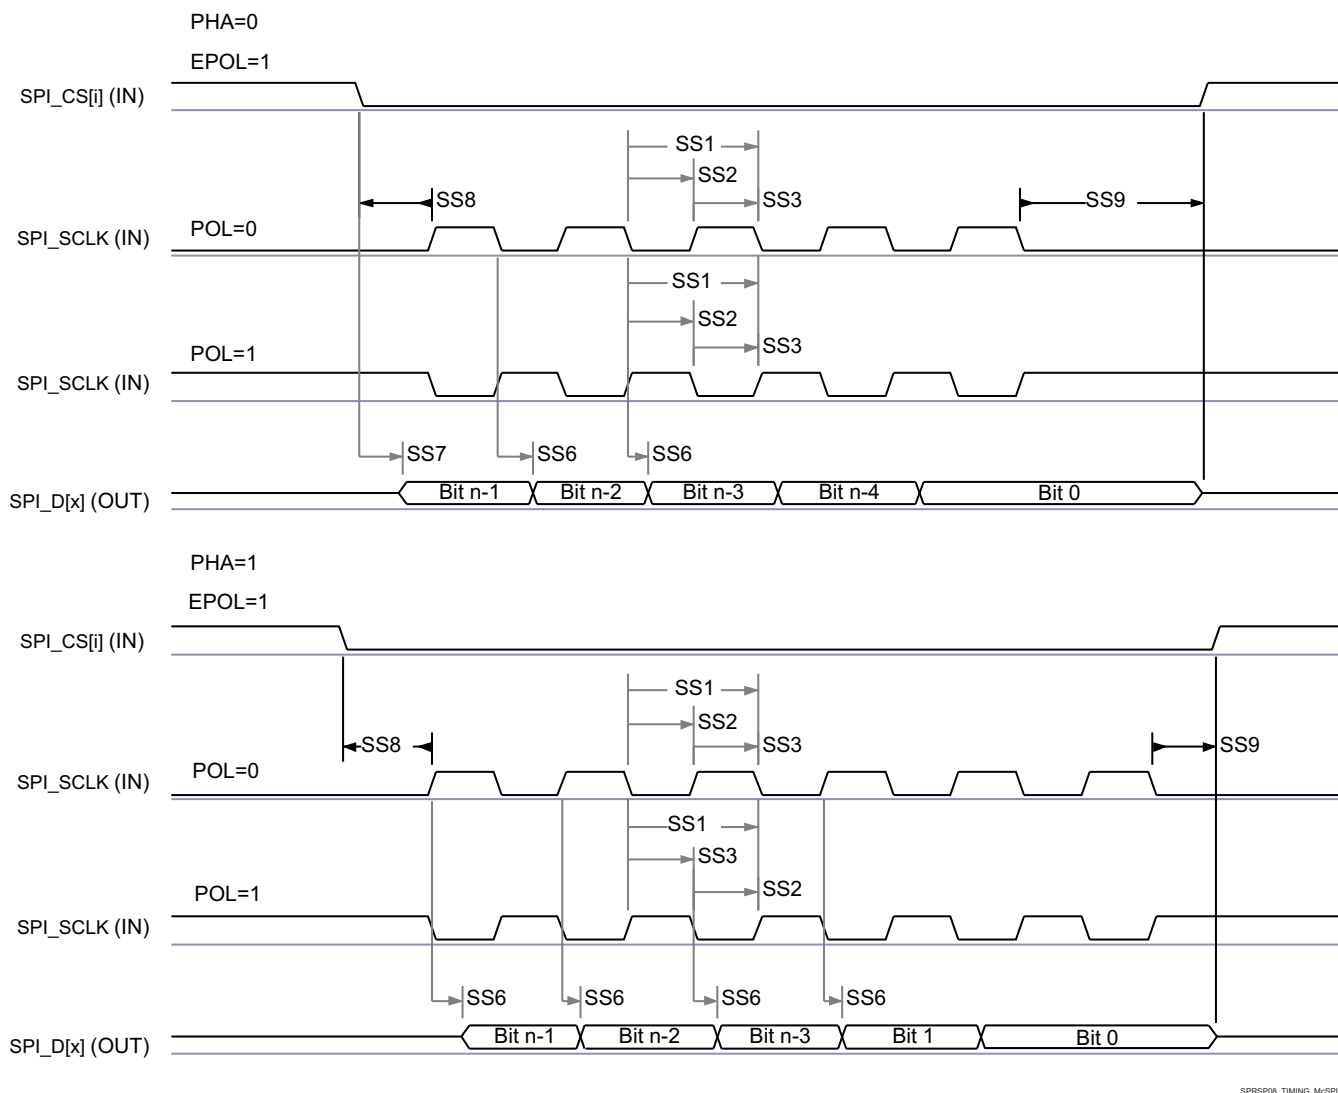 PHA=0
EPOL=1
SPI_CS[i] (IN)
SS1
SS2
SS8
SS3
SS9
POL=0
SPI_SCLK (IN)
SS1
SS2
SS3
POL=1
SPI_SCLK (IN)
SS7
SS6
SS6
SPI_D[x] (OUT)
Bit n-1
Bit n-2
Bit n-3
Bit n-4
Bit 0
PHA=1
EPOL=1
SPI_CS[i] (IN)
SS1
SS2
SS8
SS3
SS9
POL=0
SPI_SCLK (IN)
SS1
SS3
SS2
POL=1
SPI_SCLK (IN)
SS6
SS6
SS6
SS6
SPI_D[x] (OUT)
Bit n-1
Bit n-2
Bit n-3
Bit 1
Bit 0